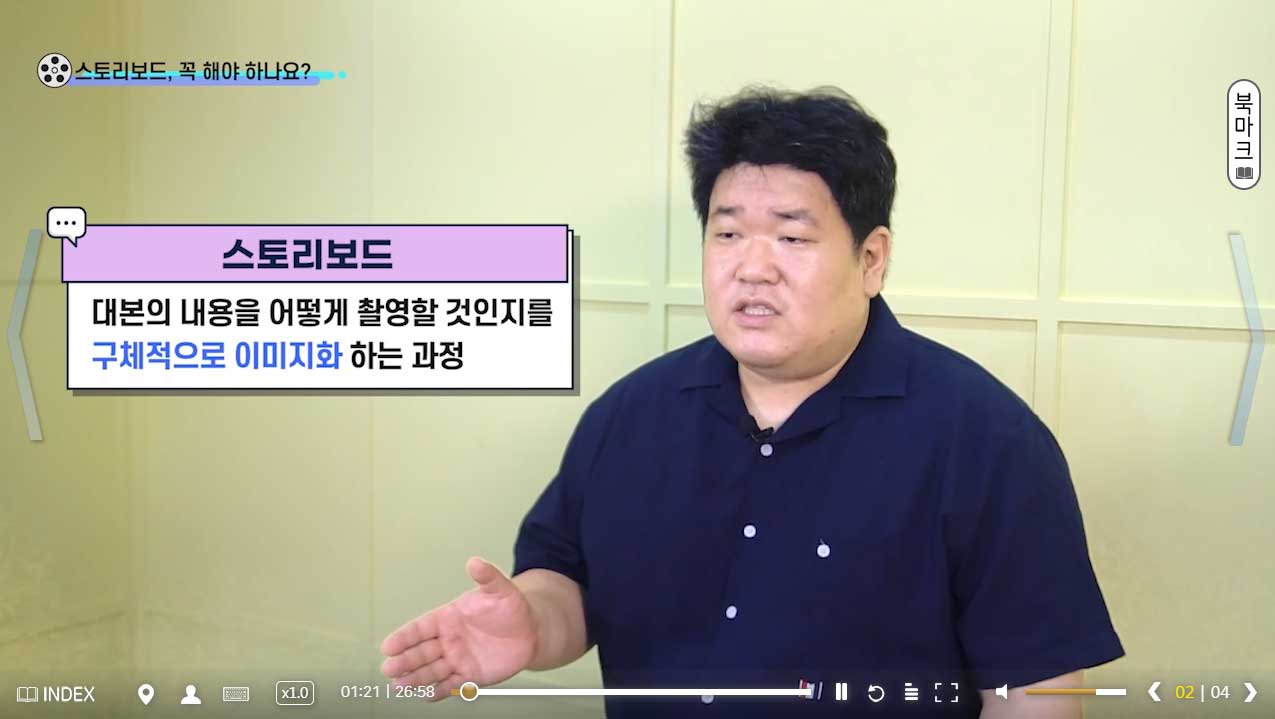 스토리보드, 꼭 해야 하나요?
북마크
스토리보드
대본의 내용을 어떻게 촬영할 것인지를
구체적으로 이미지화 하는 과정
INDEX
x1.0
01:21 | 26:58
02 | 04